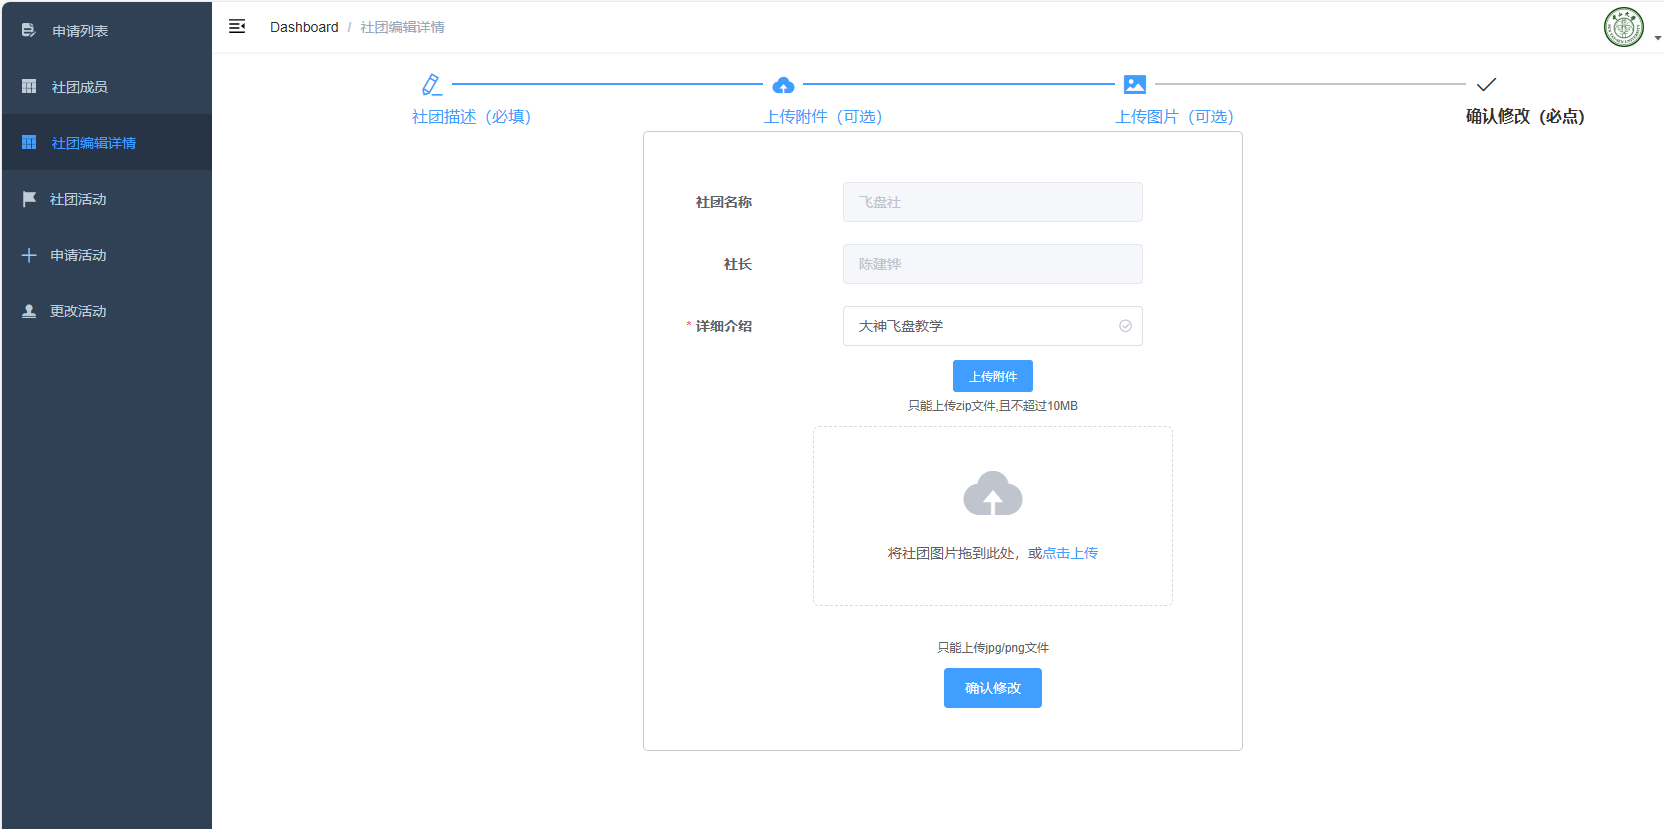 申请列表
社团成员
社团编辑详情
社团活动
申请活动
更改活动
Dashboard / 社团编辑详情
社团描述（必填）
上传附件（可选）
上传图片（可选）
确认修改（必点）
社团名称 飞盘社
社长 陈建铧
* 详细介绍 大神飞盘教学
上传附件
只能上传zip文件,且不超过10MB
将社团图片拖到此处，或点击上传
只能上传jpg/png文件
确认修改